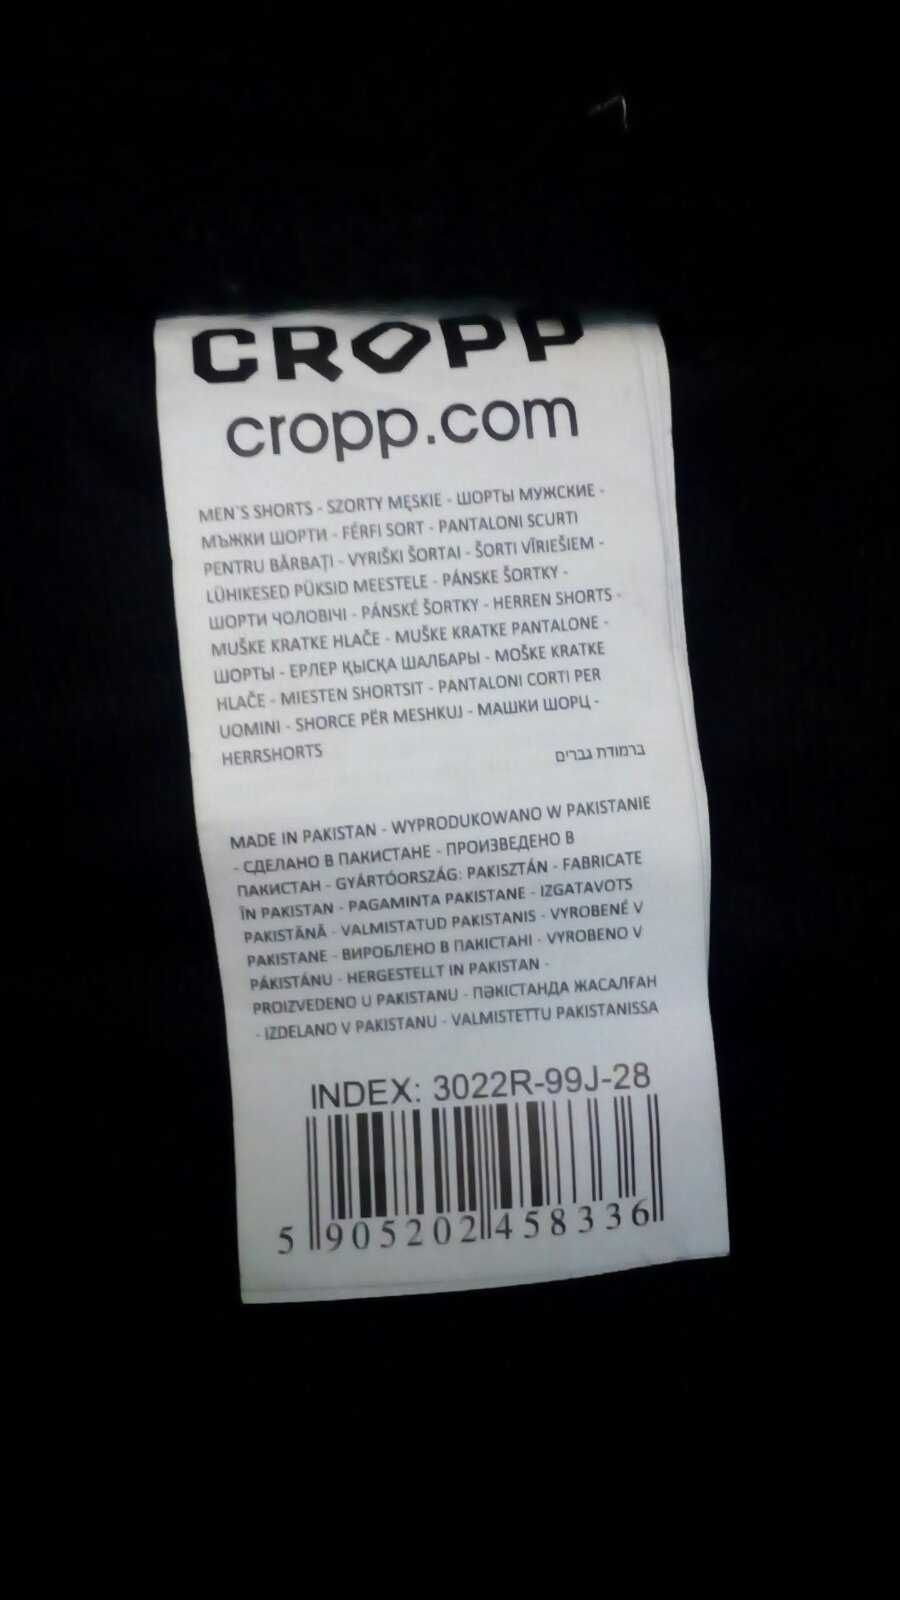 CROPP
cropp.com
MEN`S SHORTS - SZORTY MĘSKIE - ШОРТЫ МУЖСКИЕ -
МЪЖКИ ШОРТИ - FÉRFI SORT - PANTALONI SCURTI
PENTRU BĂRBAȚI - VYRIŠKI ŠORTAI - ŠORTI VĪRIEŠIEM -
LÜHIKESED PÜKSID MEESTELE - PÁNSKE ŠORTKY -
ШОРТИ ЧОЛОВІЧІ - PÁNSKÉ ŠORTKY - HERREN SHORTS -
MUŠKE KRATKE HLAČE - MUŠKE KRATKE PANTALONE -
ШОРТЫ - ЕРЛЕР ҚЫСҚА ШАЛБАРЫ - MOŠKE KRATKE
HLAČE - MIESTEN SHORTSIT - PANTALONI CORTI PER
UOMINI - SHORCE PËR MESHKUJ - МАШКИ ШОРЦ -
HERRSHORTS
ברמודת גברים
MADE IN PAKISTAN - WYPRODUKOWANO W PAKISTANIE
- СДЕЛАНО В ПАКИСТАНЕ - ПРОИЗВЕДЕНО В
ПАКИСТАН - GYÁRTÓORSZÁG: PAKISZTÁN - FABRICATE
ÎN PAKISTAN - PAGAMINTA PAKISTANE - IZGATAVOTS
PAKISTĀNĀ - VALMISTATUD PAKISTANIS - VYROBENÉ V
PAKISTANE - ВИРОБЛЕНО В ПАКІСТАНІ - VYROBENO V
PÁKISTÁNU - HERGESTELLT IN PAKISTAN -
PROIZVEDENO U PAKISTANU - ПӘКІСТАНДА ЖАСАЛҒАН
- IZDELANO V PAKISTANU - VALMISTETTU PAKISTANISSA
INDEX: 3022R-99J-28
5 905202 458336